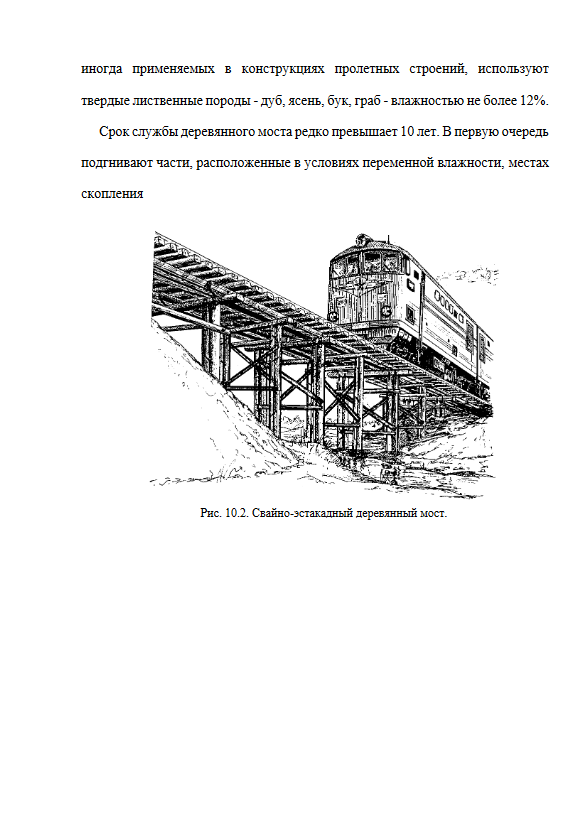 иногда применяемых в конструкциях пролетных строений, используют
твердые лиственные породы - дуб, ясень, бук, граб - влажностью не более 12%.
Срок службы деревянного моста редко превышает 10 лет. В первую очередь
подгнивают части, расположенные в условиях переменной влажности, местах
скопления
Рис. 10.2. Свайно-эстакадный деревянный мост.